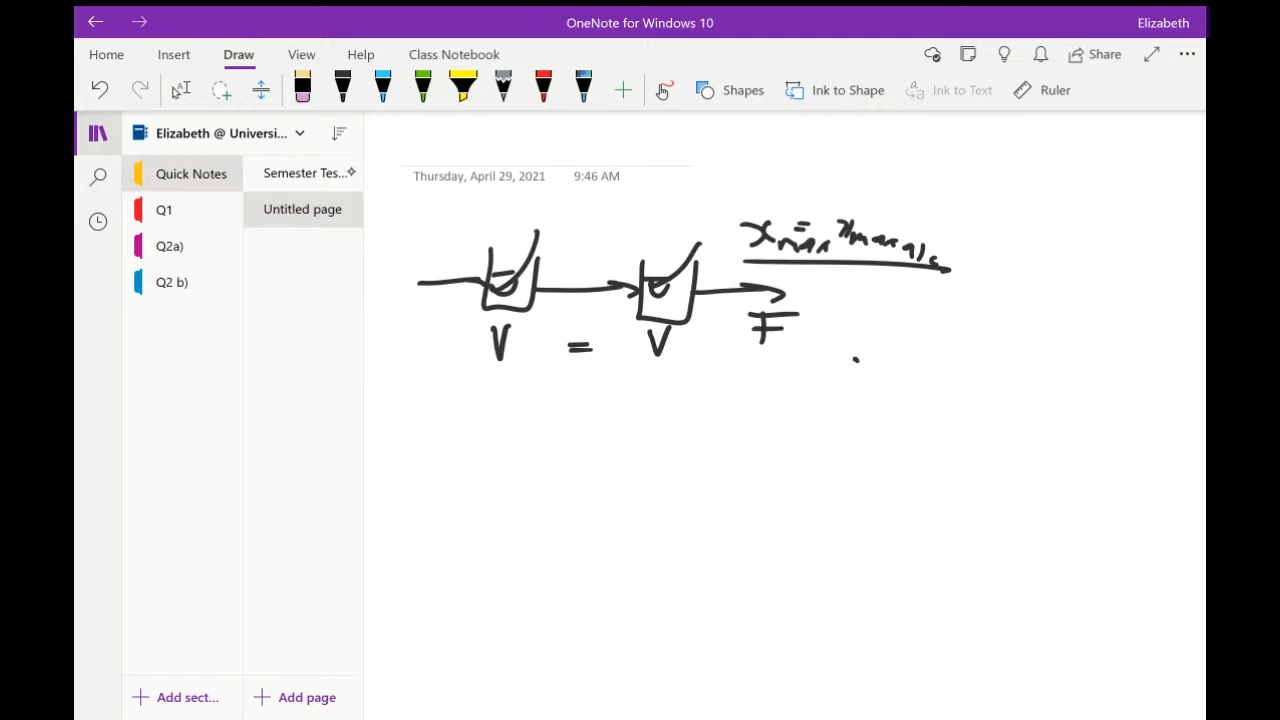 OneNote for Windows 10
Elizabeth
Home Insert Draw View Help Class Notebook
Share
Shapes Ink to Shape Ink to Text Ruler
Elizabeth @ Universi...
Quick Notes
Q1
Q2a)
Q2 b)
Semester Tes...
Untitled page
Thursday, April 29, 2021 9:46 AM
x max = x max
F
V = V
Add sect...
Add page